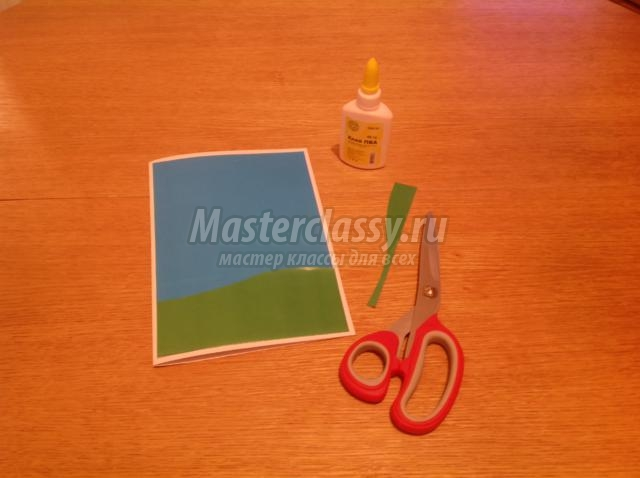 Клей ПВА
Masterclassy.ru
мастер классы для всех